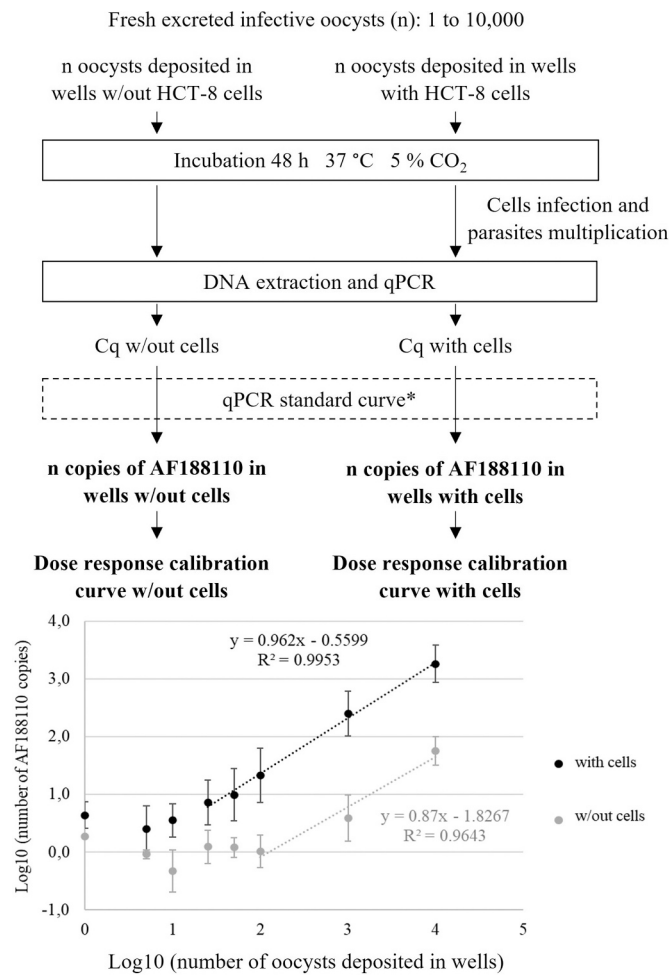 Fresh excreted infective oocysts (n): 1 to 10,000
n oocysts deposited in
wells w/out HCT-8 cells
n oocysts deposited in wells
with HCT-8 cells
Incubation 48 h 37 °C 5 % CO₂
Cells infection and
parasites multiplication
DNA extraction and qPCR
Cq w/out cells
Cq with cells
qPCR standard curve*
n copies of AF188110 in
wells w/out cells
n copies of AF188110 in
wells with cells
Dose response calibration
curve w/out cells
Dose response calibration
curve with cells
Log10 (number of AF188110 copies)
4,0
3,0
2,0
1,0
0,0
-1,0
y = 0.962x - 0.5599
R² = 0.9953
y = 0.87x - 1.8267
R² = 0.9643
with cells
w/out cells
0
1
2
3
4
5
Log10 (number of oocysts deposited in wells)